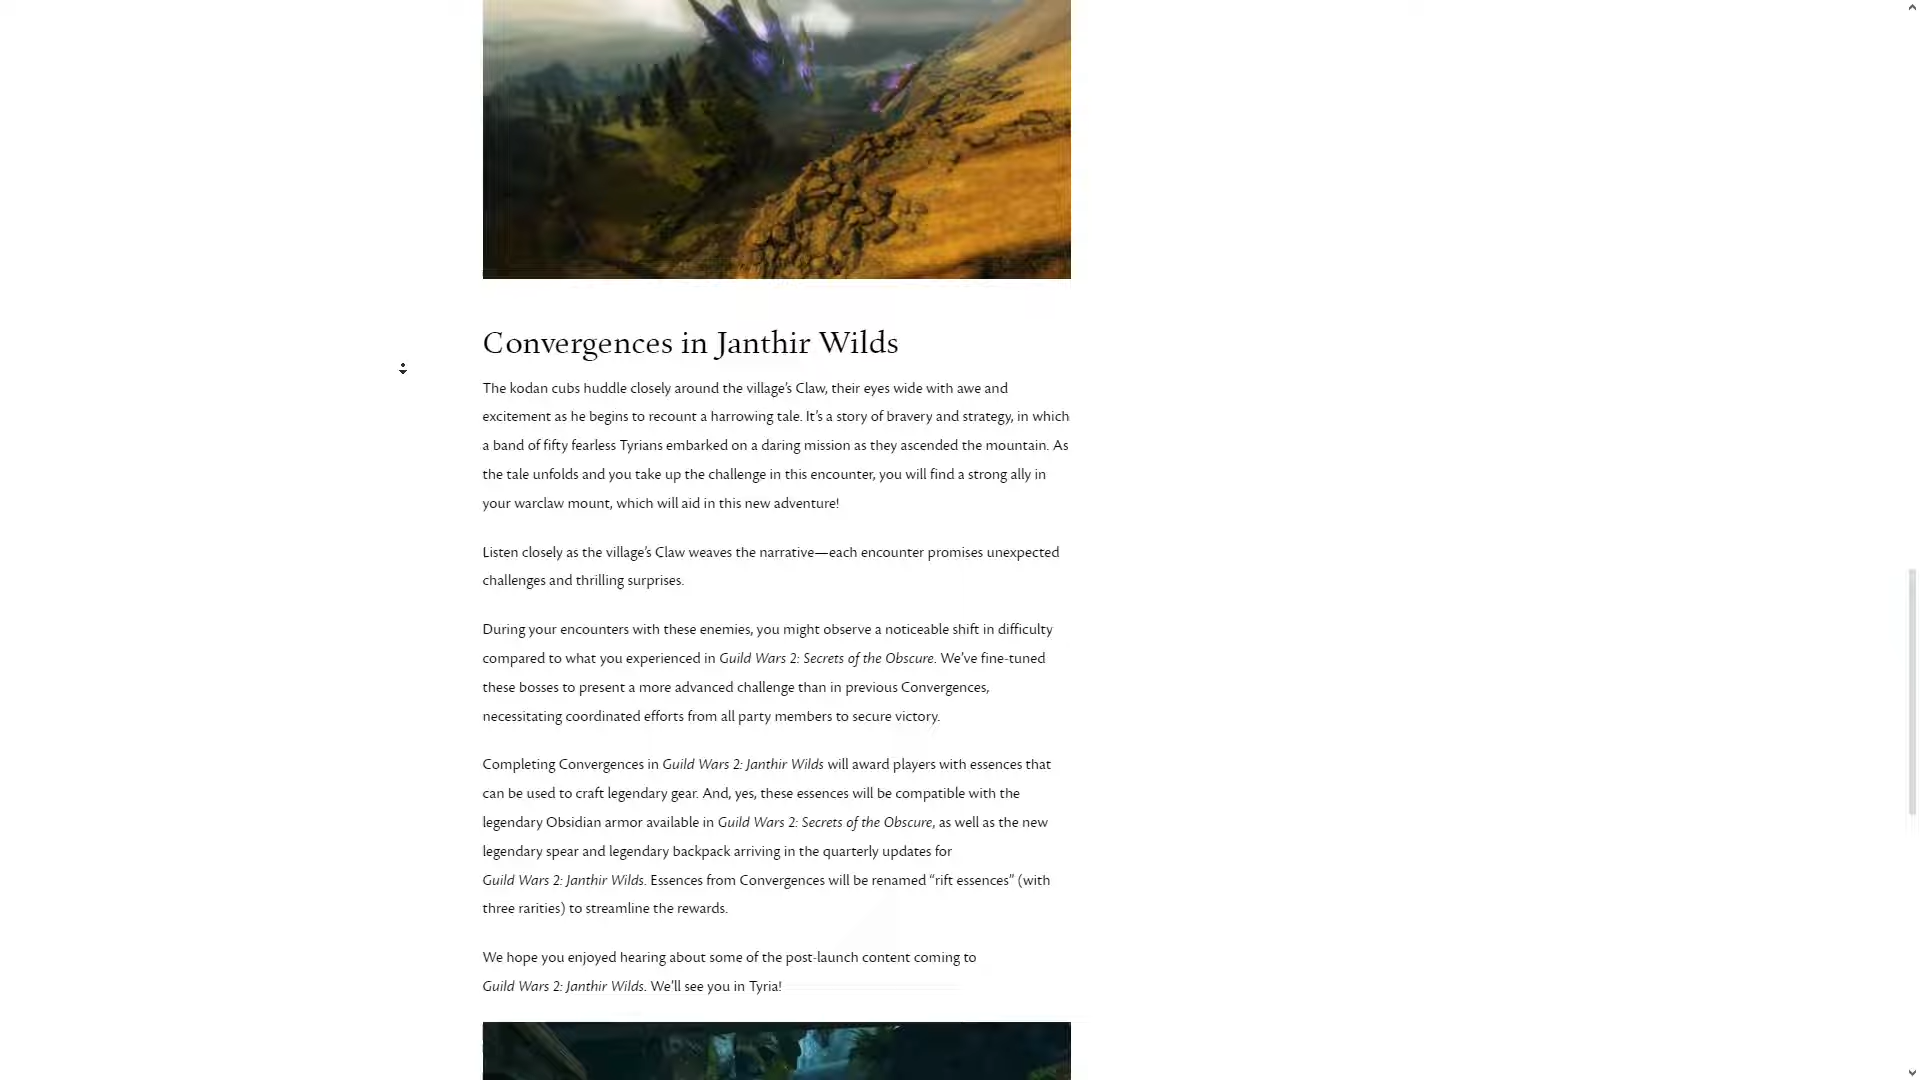 Convergences in Janthir Wilds
The kodan cubs huddle closely around the village’s Claw, their eyes wide with awe and
excitement as he begins to recount a harrowing tale. It’s a story of bravery and strategy, in which
a band of fifty fearless Tyrians embarked on a daring mission as they ascended the mountain. As
the tale unfolds and you take up the challenge in this encounter, you will find a strong ally in
your warclaw mount, which will aid in this new adventure!
Listen closely as the village’s Claw weaves the narrative—each encounter promises unexpected
challenges and thrilling surprises.
During your encounters with these enemies, you might observe a noticeable shift in difficulty
compared to what you experienced in Guild Wars 2: Secrets of the Obscure. We’ve fine-tuned
these bosses to present a more advanced challenge than in previous Convergences,
necessitating coordinated efforts from all party members to secure victory.
Completing Convergences in Guild Wars 2: Janthir Wilds will award players with essences that
can be used to craft legendary gear. And, yes, these essences will be compatible with the
legendary Obsidian armor available in Guild Wars 2: Secrets of the Obscure, as well as the new
legendary spear and legendary backpack arriving in the quarterly updates for
Guild Wars 2: Janthir Wilds. Essences from Convergences will be renamed “rift essences” (with
three rarities) to streamline the rewards.
We hope you enjoyed hearing about some of the post-launch content coming to
Guild Wars 2: Janthir Wilds. We’ll see you in Tyria!